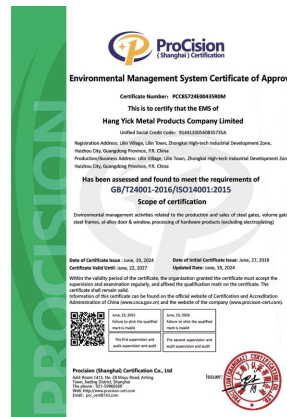 ProCision
(Shanghai) Certification
PROCISION
Environmental Management System Certificate of Approv
Certificate Number: PCC85724E00435R0M
This is to certify that the EMS of
Hang Yick Metal Products Company Limited
Unified Social Credit Code:
Registration Address: Lilin Village, Lilin Town, Zhongkai High-tech Industrial Development Zone,
Huizhou City, Guangdong Province, P.R. China
Production/Business Address: Lilin Village, Lilin Town, Zhongkai High-tech Industrial Development Zon
Huizhou City, Guangdong Province, P.R. China
Has been assessed and found to meet the requirements of
GB/T24001-2016/ISO14001:2015
Scope of certification
Environmental management activities related to the production and sales of steel gates, volume gat
steel frames, al-alloy door & window, processing of hardware products (excluding electroplating)
Date of Certificate Issue: June, 19, 2024
Date of Initial Certificate Issue: June, 27, 2018
Certificate Valid Until: June, 22, 2027
Updated Date: June, 19, 2024
Within the validity period of the certificate, the organization granted the certificate must accept the
supervision and examination regularly, and affixed the qualification mark on the certificate. The
certificate shall remain valid.
Information of this certificate can be found on the official website of Certification and Accreditation
Administration of China (www.cnca.gov.cn) and the website of the company (www.procision-cert.com).
June, 23, 2025
Failure to stick the qualified
mark is invalid
June, 23, 2026
Failure to stick the qualified
mark is invalid
The first supervision and
audit supervision and audit
The second supervision and
audit supervision and audit
Procision (Shanghai) Certification Co., Ltd
Add: Room 1413, No. 28 Moyu Road, Anting
Town, Jiading District, Shanghai
The phone: 021-59966589
Web: http://www.procision-cert.com
Email: pcc_cert@163.com
Issuer: